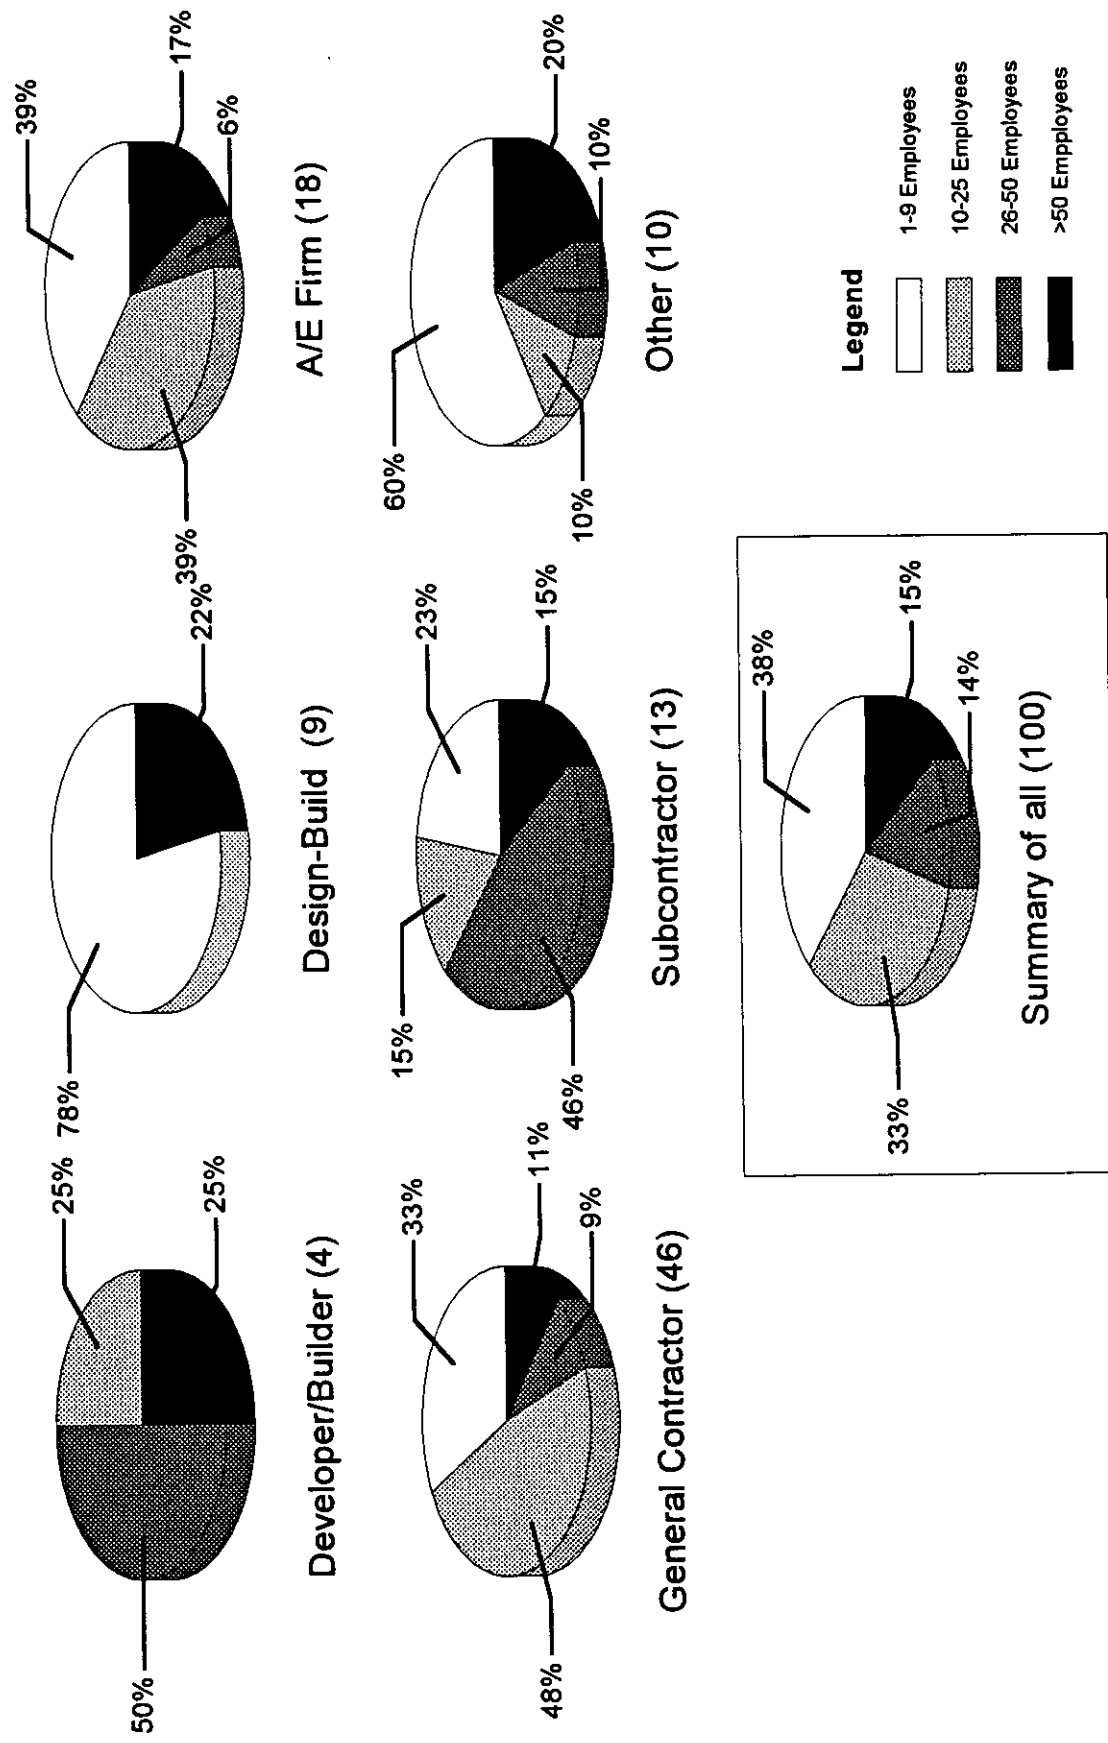 25%
25%
50%
Developer/Builder (4)
78%
22%
Design-Build (9)
39%
17%
6%
39%
A/E Firm (18)
33%
11%
9%
48%
General Contractor (46)
23%
15%
15%
46%
Subcontractor (13)
60%
20%
10%
10%
Other (10)
38%
15%
14%
33%
Summary of all (100)
Legend
1-9 Employees
10-25 Employees
26-50 Employees
>50 Empployees